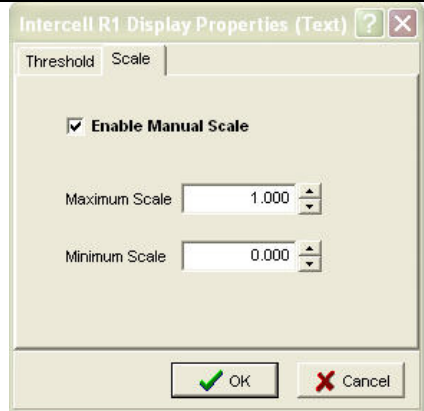 Intercell R1 Display Properties (Text) ?
Threshold Scale
Enable Manual Scale
Maximum Scale 1.000
Minimum Scale 0.000
OK Cancel